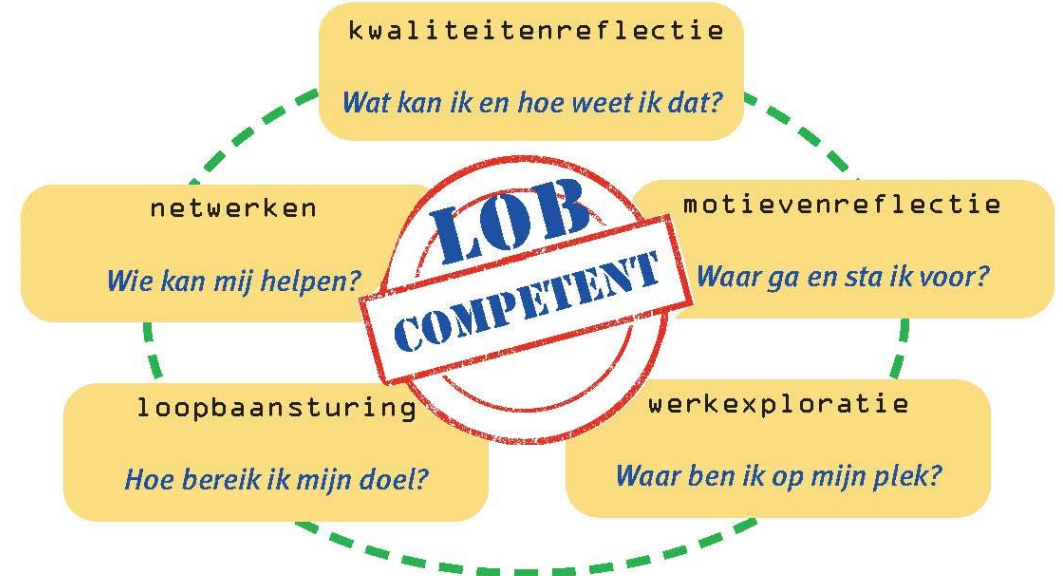 kwaliteitenreflectie
Wat kan ik en hoe weet ik dat?
netwerken
Wie kan mij helpen?
LOB
COMPETENT
motievenreflectie
Waar ga en sta ik voor?
loopbaansturing
Hoe bereik ik mijn doel?
werkexploratie
Waar ben ik op mijn plek?